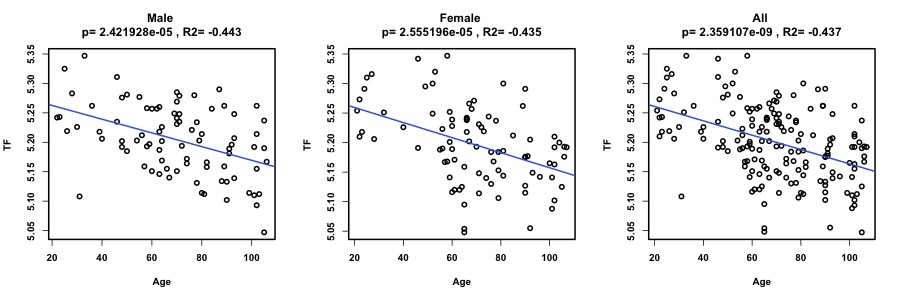 Male
p= 2.421928e-05 , R2= -0.443
TF
5.35
5.30
5.25
5.20
5.15
5.10
5.05
20 40 60 80 100
Age
Female
p= 2.555196e-05 , R2= -0.435
TF
5.35
5.30
5.25
5.20
5.15
5.10
5.05
20 40 60 80 100
Age
All
p= 2.359107e-09 , R2= -0.437
TF
5.35
5.30
5.25
5.20
5.15
5.10
5.05
20 40 60 80 100
Age